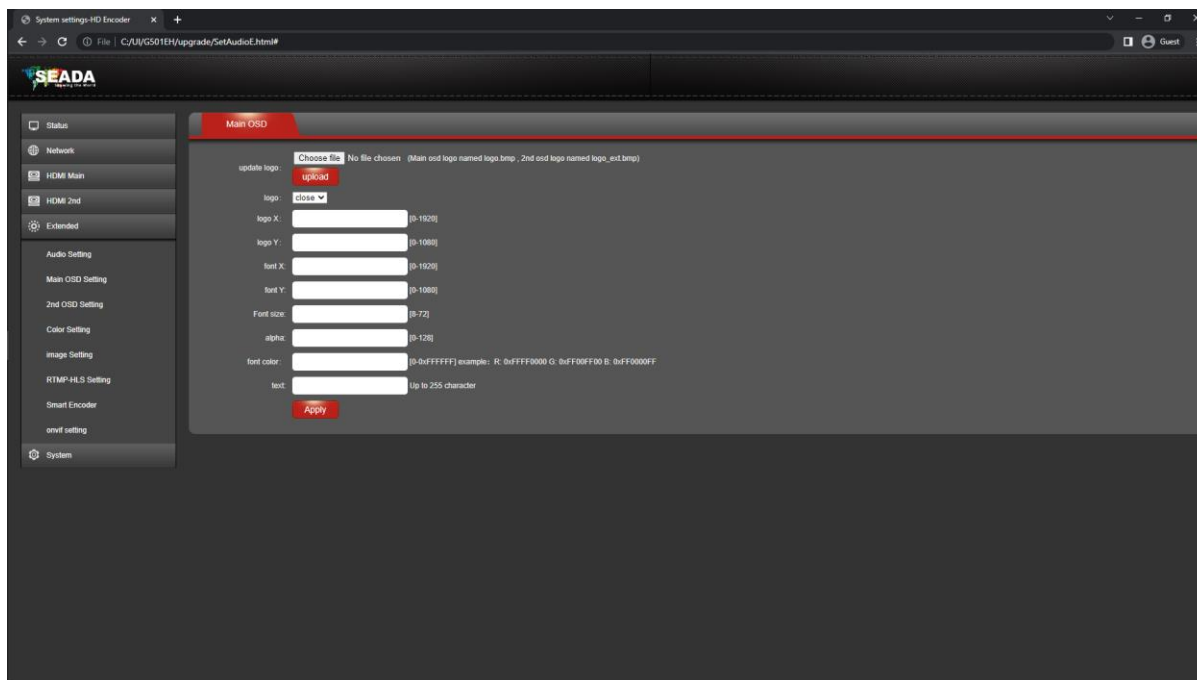 System settings-HD Encoder
File | C:/UI/G501EH/upgrade/SetAudioE.html#
Guest
SEADA
Status
Network
HDMI Main
HDMI 2nd
Extended
Audio Setting
Main OSD Setting
2nd OSD Setting
Color Setting
image Setting
RTMP-HLS Setting
Smart Encoder
onvif setting
System
Main OSD
update logo: Choose file No file chosen (Main osd logo named logo.bmp , 2nd osd logo named logo_ext.bmp)
upload
logo: close
logo X: [0-1920]
logo Y: [0-1080]
font X: [0-1920]
font Y: [0-1080]
Font size: [8-72]
alpha: [0-128]
font color: [0-0xFFFFFF] example: R: 0xFFFF0000 G: 0xFF00FF00 B: 0xFF0000FF
text: Up to 255 character
Apply